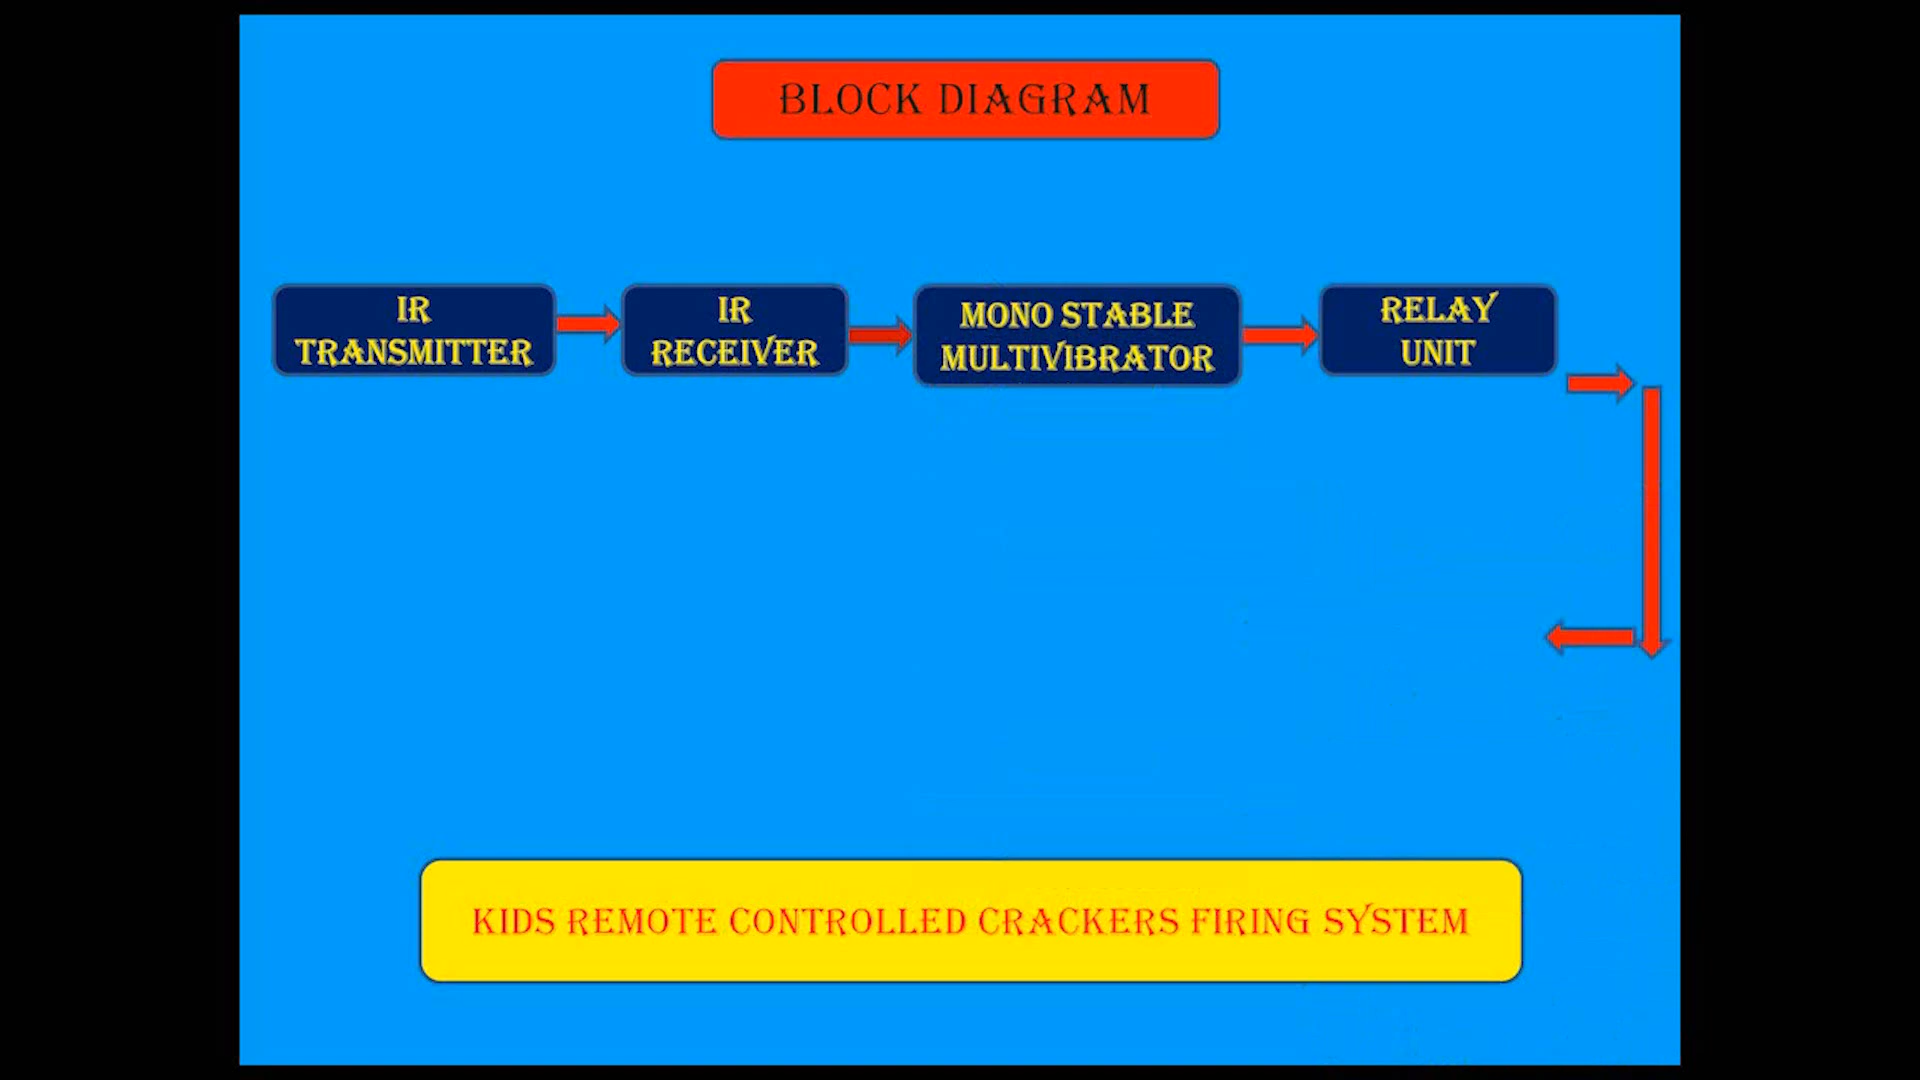 BLOCK DIAGRAM
IR
TRANSMITTER
IR
RECEIVER
MONO STABLE
MULTIVIBRATOR
RELAY
UNIT
KIDS REMOTE CONTROLLED CRACKERS FIRING SYSTEM